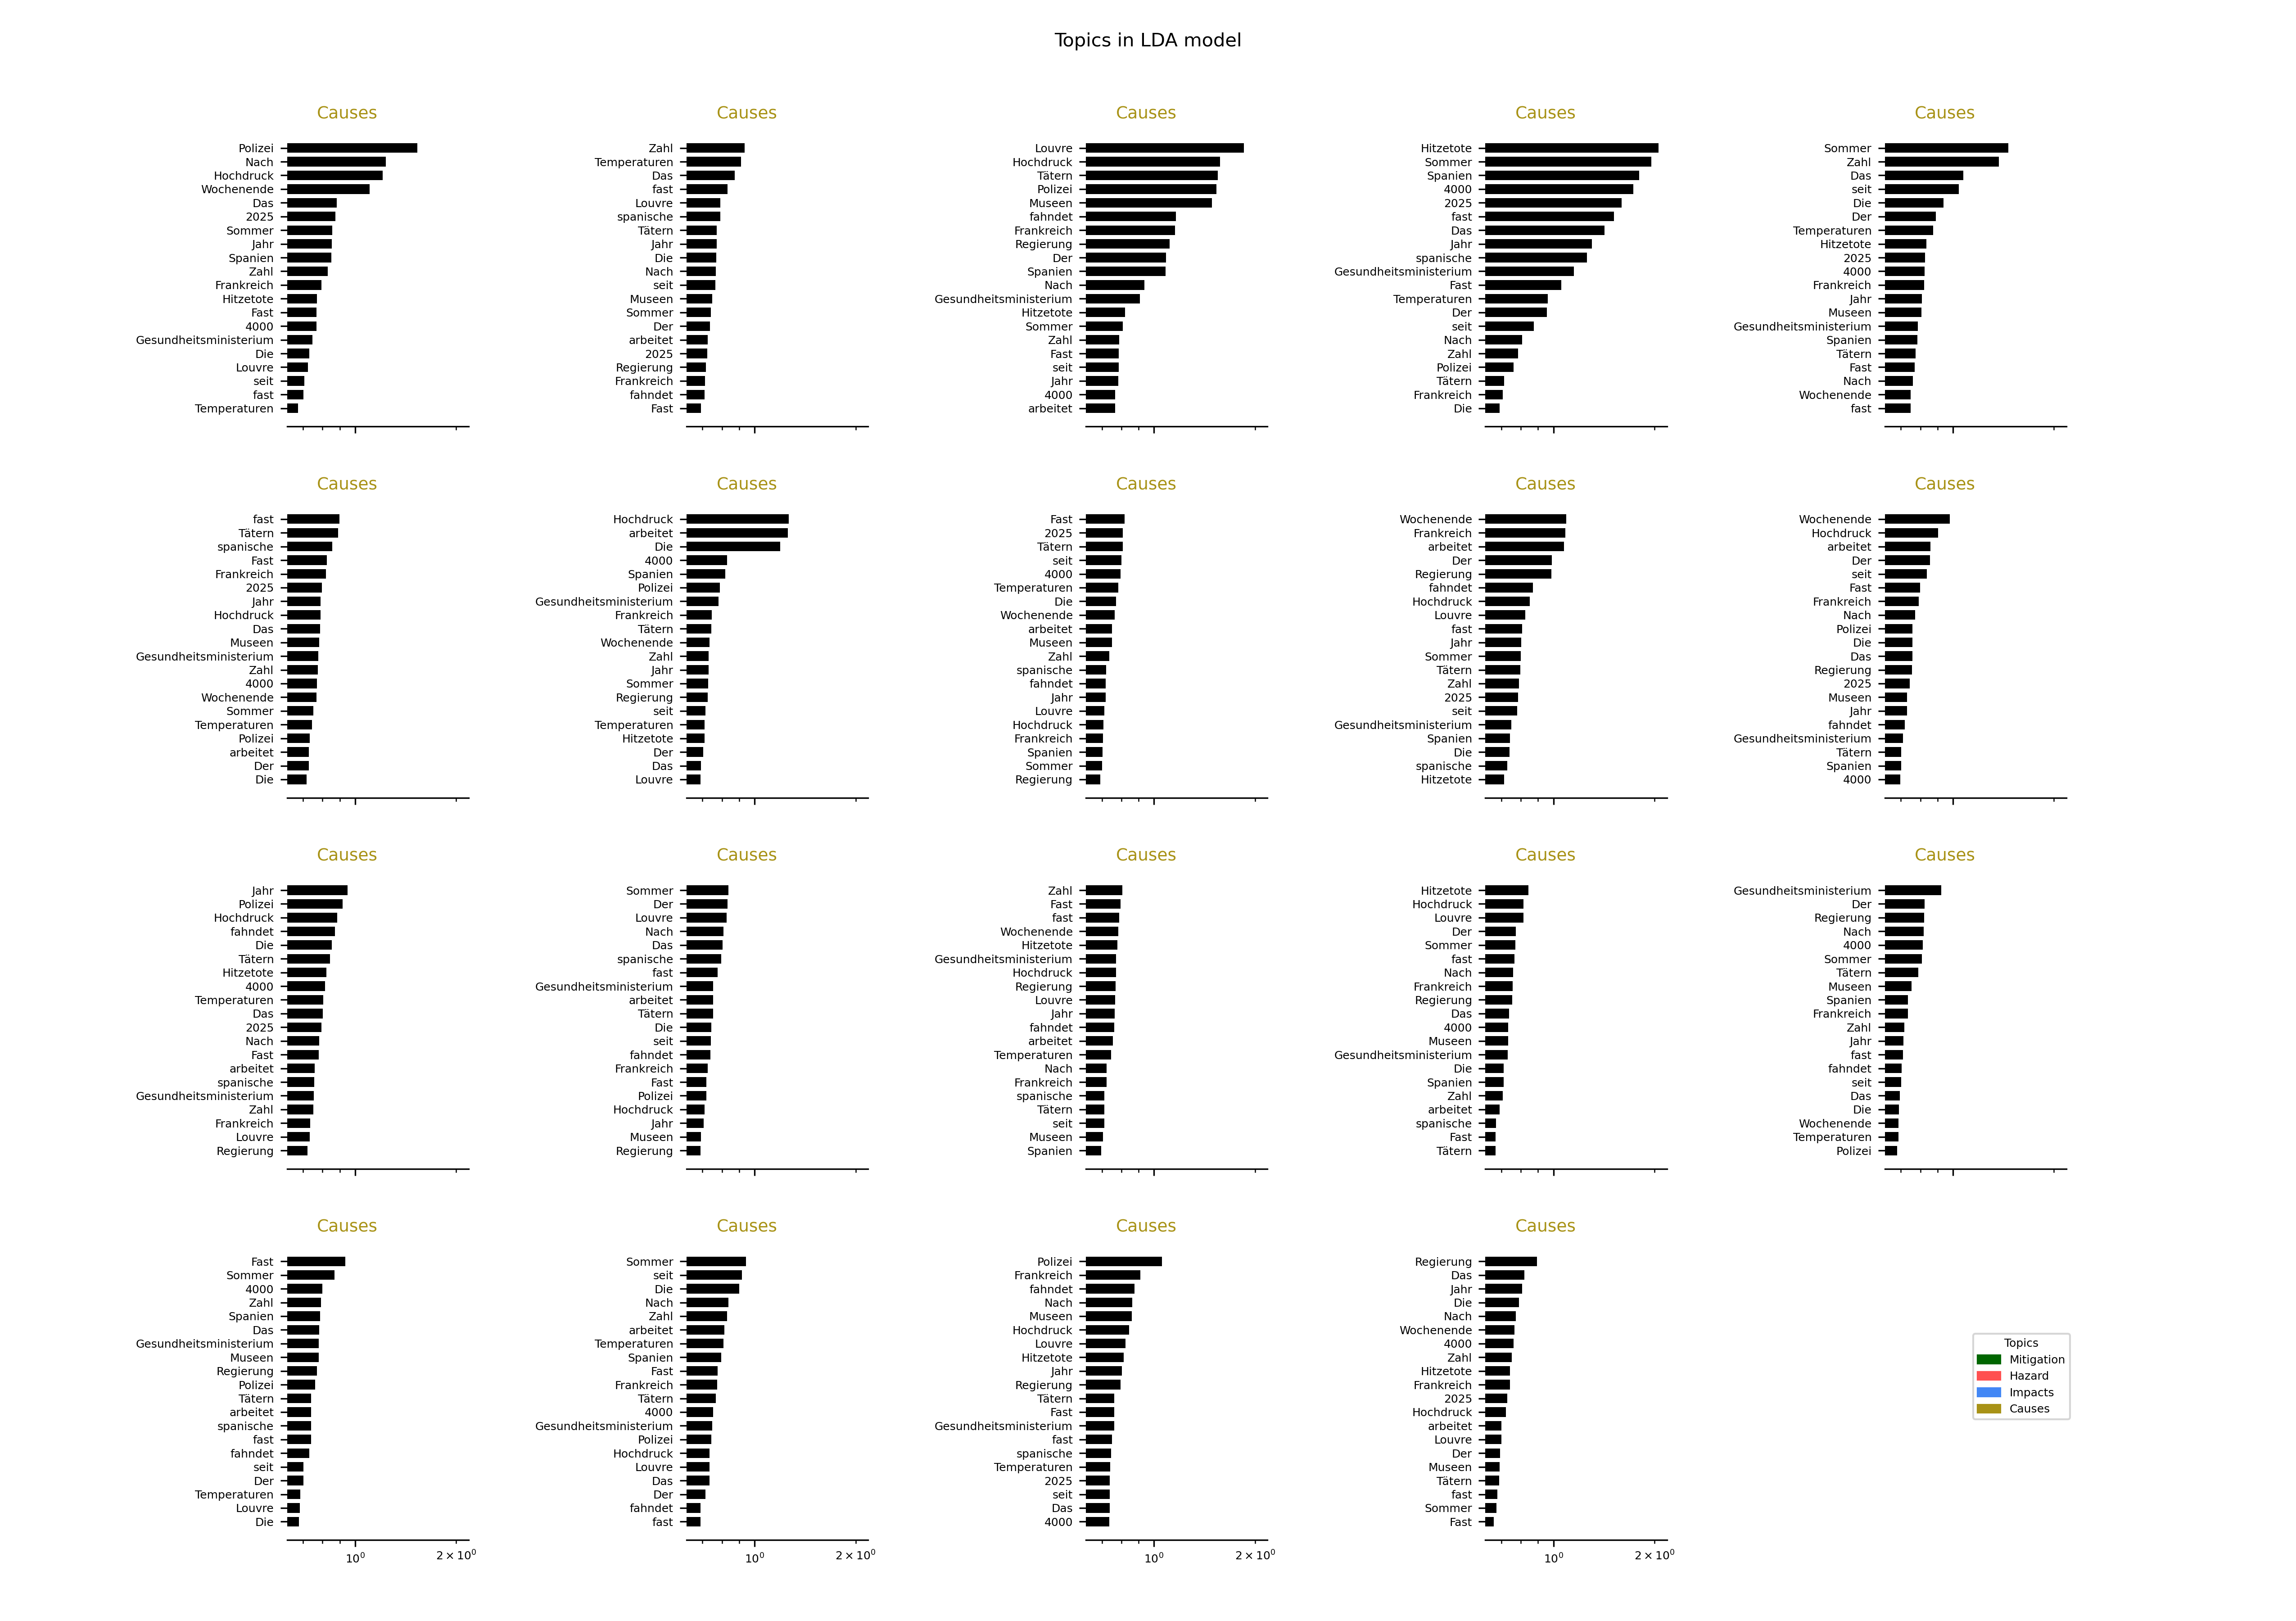 Topics in LDA model
Causes
Polizei
Nach
Hochdruck
Wochenende
Das
2025
Sommer
Jahr
Spanien
Zahl
Frankreich
Hitzetote
Fast
4000
Gesundheitsministerium
Die
Louvre
seit
fast
Temperaturen
Causes
Zahl
Temperaturen
Das
fast
Louvre
spanische
Tätern
Jahr
Die
Nach
seit
Museen
Sommer
Der
arbeitet
2025
Regierung
Frankreich
fahndet
Fast
Causes
Louvre
Hochdruck
Tätern
Polizei
Museen
fahndet
Frankreich
Regierung
Der
Spanien
Nach
Gesundheitsministerium
Hitzetote
Sommer
Zahl
Fast
seit
Jahr
4000
arbeitet
Causes
Hitzetote
Sommer
Spanien
4000
2025
fast
Das
Jahr
spanische
Gesundheitsministerium
Fast
Temperaturen
Der
seit
Nach
Zahl
Polizei
Tätern
Frankreich
Die
Causes
Sommer
Zahl
Das
seit
Die
Der
Temperaturen
Hitzetote
2025
4000
Frankreich
Jahr
Museen
Gesundheitsministerium
Spanien
Tätern
Fast
Nach
Wochenende
fast
Causes
fast
Tätern
spanische
Fast
Frankreich
2025
Jahr
Hochdruck
Das
Museen
Gesundheitsministerium
Zahl
4000
Wochenende
Sommer
Temperaturen
Polizei
arbeitet
Der
Die
Causes
Hochdruck
arbeitet
Die
4000
Spanien
Polizei
Gesundheitsministerium
Frankreich
Tätern
Wochenende
Zahl
Jahr
Sommer
Regierung
seit
Temperaturen
Hitzetote
Der
Das
Louvre
Causes
Fast
2025
Tätern
seit
4000
Temperaturen
Die
Wochenende
arbeitet
Museen
Zahl
spanische
fahndet
Jahr
Louvre
Hochdruck
Frankreich
Spanien
Sommer
Regierung
Causes
Wochenende
Frankreich
arbeitet
Der
Regierung
fahndet
Hochdruck
Louvre
fast
Jahr
Sommer
Tätern
Zahl
2025
seit
Gesundheitsministerium
Spanien
Die
spanische
Hitzetote
Causes
Wochenende
Hochdruck
arbeitet
Der
seit
Fast
Frankreich
Nach
Polizei
Die
Das
Regierung
2025
Museen
Jahr
fahndet
Gesundheitsministerium
Tätern
Spanien
4000
Causes
Jahr
Polizei
Hochdruck
fahndet
Die
Tätern
Hitzetote
4000
Temperaturen
Das
2025
Nach
Fast
arbeitet
spanische
Gesundheitsministerium
Zahl
Frankreich
Louvre
Regierung
Causes
Sommer
Der
Louvre
Nach
Das
spanische
fast
Gesundheitsministerium
arbeitet
Tätern
Die
seit
fahndet
Frankreich
Fast
Polizei
Hochdruck
Jahr
Museen
Regierung
Causes
Zahl
Fast
fast
Wochenende
Hitzetote
Gesundheitsministerium
Hochdruck
Regierung
Louvre
Jahr
fahndet
arbeitet
Temperaturen
Nach
Frankreich
spanische
Tätern
seit
Museen
Spanien
Causes
Hitzetote
Hochdruck
Louvre
Der
Sommer
fast
Nach
Frankreich
Regierung
Das
4000
Museen
Gesundheitsministerium
Die
Spanien
Zahl
arbeitet
spanische
Fast
Tätern
Causes
Gesundheitsministerium
Der
Regierung
Nach
4000
Sommer
Tätern
Museen
Spanien
Frankreich
Zahl
Jahr
fast
fahndet
seit
Das
Die
Wochenende
Temperaturen
Polizei
Causes
Fast
Sommer
4000
Zahl
Spanien
Das
Gesundheitsministerium
Museen
Regierung
Polizei
Tätern
arbeitet
spanische
fast
fahndet
seit
Der
Temperaturen
Louvre
Die
10⁰ 2 × 10⁰
Causes
Sommer
seit
Die
Nach
Zahl
arbeitet
Temperaturen
Spanien
Fast
Frankreich
Tätern
4000
Gesundheitsministerium
Polizei
Hochdruck
Louvre
Das
Der
fahndet
fast
10⁰ 2 × 10⁰
Causes
Polizei
Frankreich
fahndet
Nach
Museen
Hochdruck
Louvre
Hitzetote
Jahr
Regierung
Tätern
Fast
Gesundheitsministerium
fast
spanische
Temperaturen
2025
seit
Das
4000
10⁰ 2 × 10⁰
Causes
Regierung
Das
Jahr
Die
Nach
Wochenende
4000
Zahl
Hitzetote
Frankreich
2025
Hochdruck
arbeitet
Louvre
Der
Museen
Tätern
fast
Sommer
Fast
10⁰ 2 × 10⁰
Topics
Mitigation
Hazard
Impacts
Causes